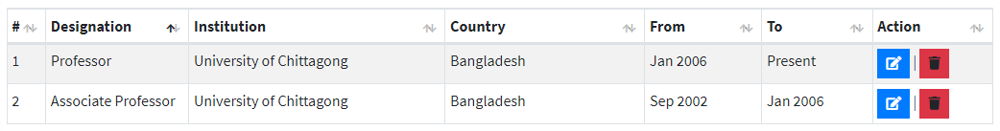 # Designation Institution Country From To Action
1 Professor University of Chittagong Bangladesh Jan 2006 Present |
2 Associate Professor University of Chittagong Bangladesh Sep 2002 Jan 2006 |